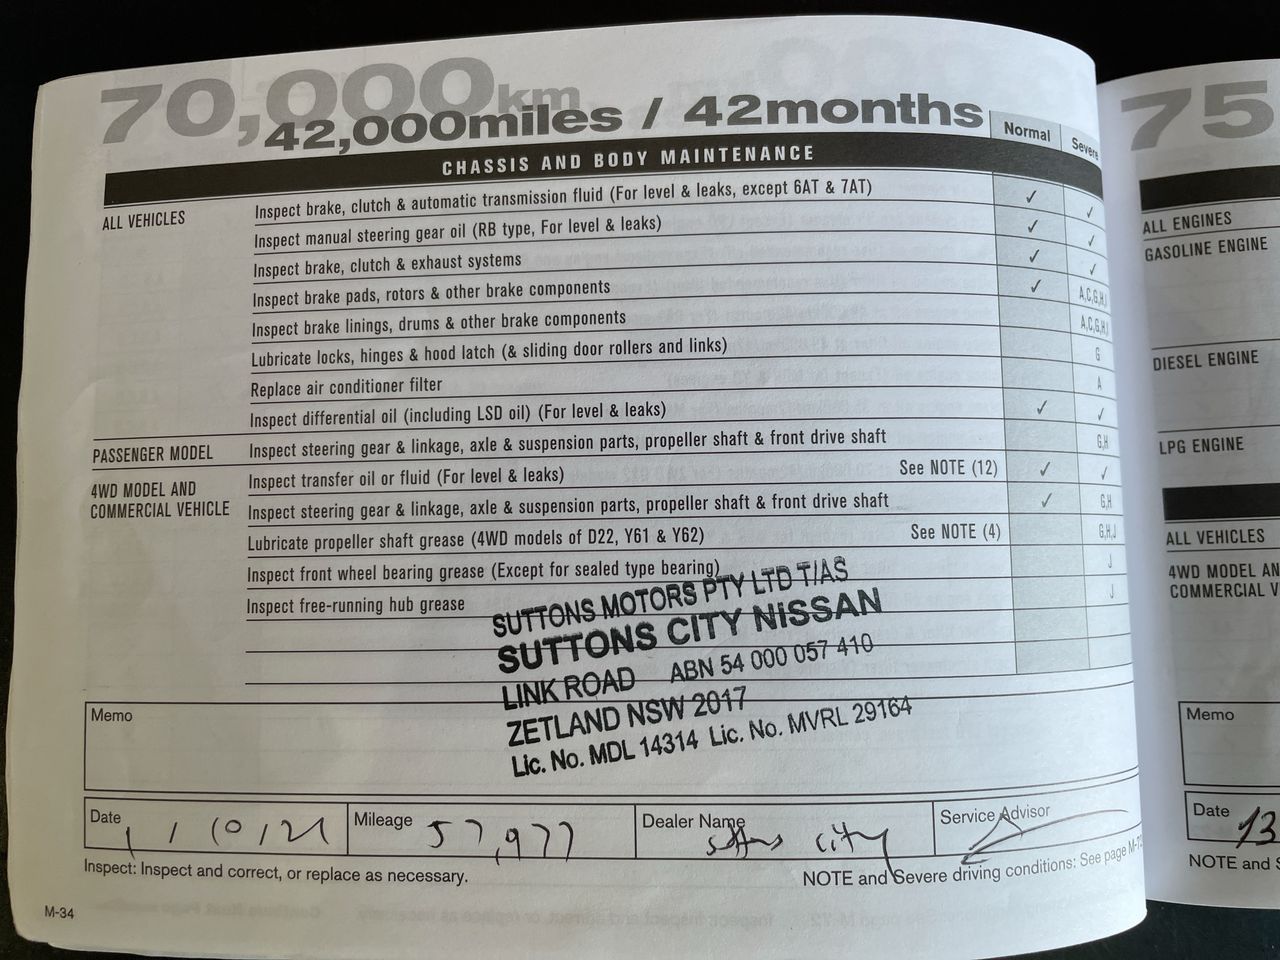 70,000km
42,000miles / 42months
Normal Severe
CHASSIS AND BODY MAINTENANCE
ALL VEHICLES Inspect brake, clutch & automatic transmission fluid (For level & leaks, except 6AT & 7AT) ✓ ✓
Inspect manual steering gear oil (RB type, For level & leaks) ✓ ✓
Inspect brake, clutch & exhaust systems ✓ ✓
Inspect brake pads, rotors & other brake components ✓ A,C,G,H,J
Inspect brake linings, drums & other brake components A,C,G,H,J
Lubricate locks, hinges & hood latch (& sliding door rollers and links) G
Replace air conditioner filter A
Inspect differential oil (including LSD oil) (For level & leaks) ✓ ✓
PASSENGER MODEL Inspect steering gear & linkage, axle & suspension parts, propeller shaft & front drive shaft G,H
4WD MODEL AND Inspect transfer oil or fluid (For level & leaks) See NOTE (12) ✓ ✓
COMMERCIAL VEHICLE Inspect steering gear & linkage, axle & suspension parts, propeller shaft & front drive shaft ✓ G,H
Lubricate propeller shaft grease (4WD models of D22, Y61 & Y62) See NOTE (4) G,H,J
Inspect front wheel bearing grease (Except for sealed type bearing) J
Inspect free-running hub grease J
SUTTONS MOTORS PTY LTD T/AS
SUTTONS CITY NISSAN
LINK ROAD ABN 54 000 057 410
ZETLAND NSW 2017
Lic. No. MDL 14314 Lic. No. MVRL 29164
Memo
Date 1/10/21 Mileage 57,977 Dealer Name Suttons City Service Advisor
Inspect: Inspect and correct, or replace as necessary.
NOTE and Severe driving conditions: See page M-72
M-34
75
ALL ENGINES
GASOLINE ENGINE
DIESEL ENGINE
LPG ENGINE
ALL VEHICLES
4WD MODEL AN
COMMERCIAL V
Memo
Date 13
NOTE and S